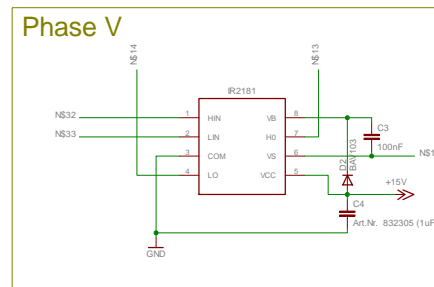 Phase V
N$14
N$13
IR2181
N$32
1
HIN
VB
8
C3
N$33
2
LIN
H0
7
100nF
3
COM
VS
6
N$1
4
LO
VCC
5
D2
BAV103
+15V
C4
Art.Nr. 832305 (1uF
GND